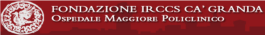 FONDAZIONE IRCCS CA' GRANDA
OSPEDALE MAGGIORE POLICLINICO